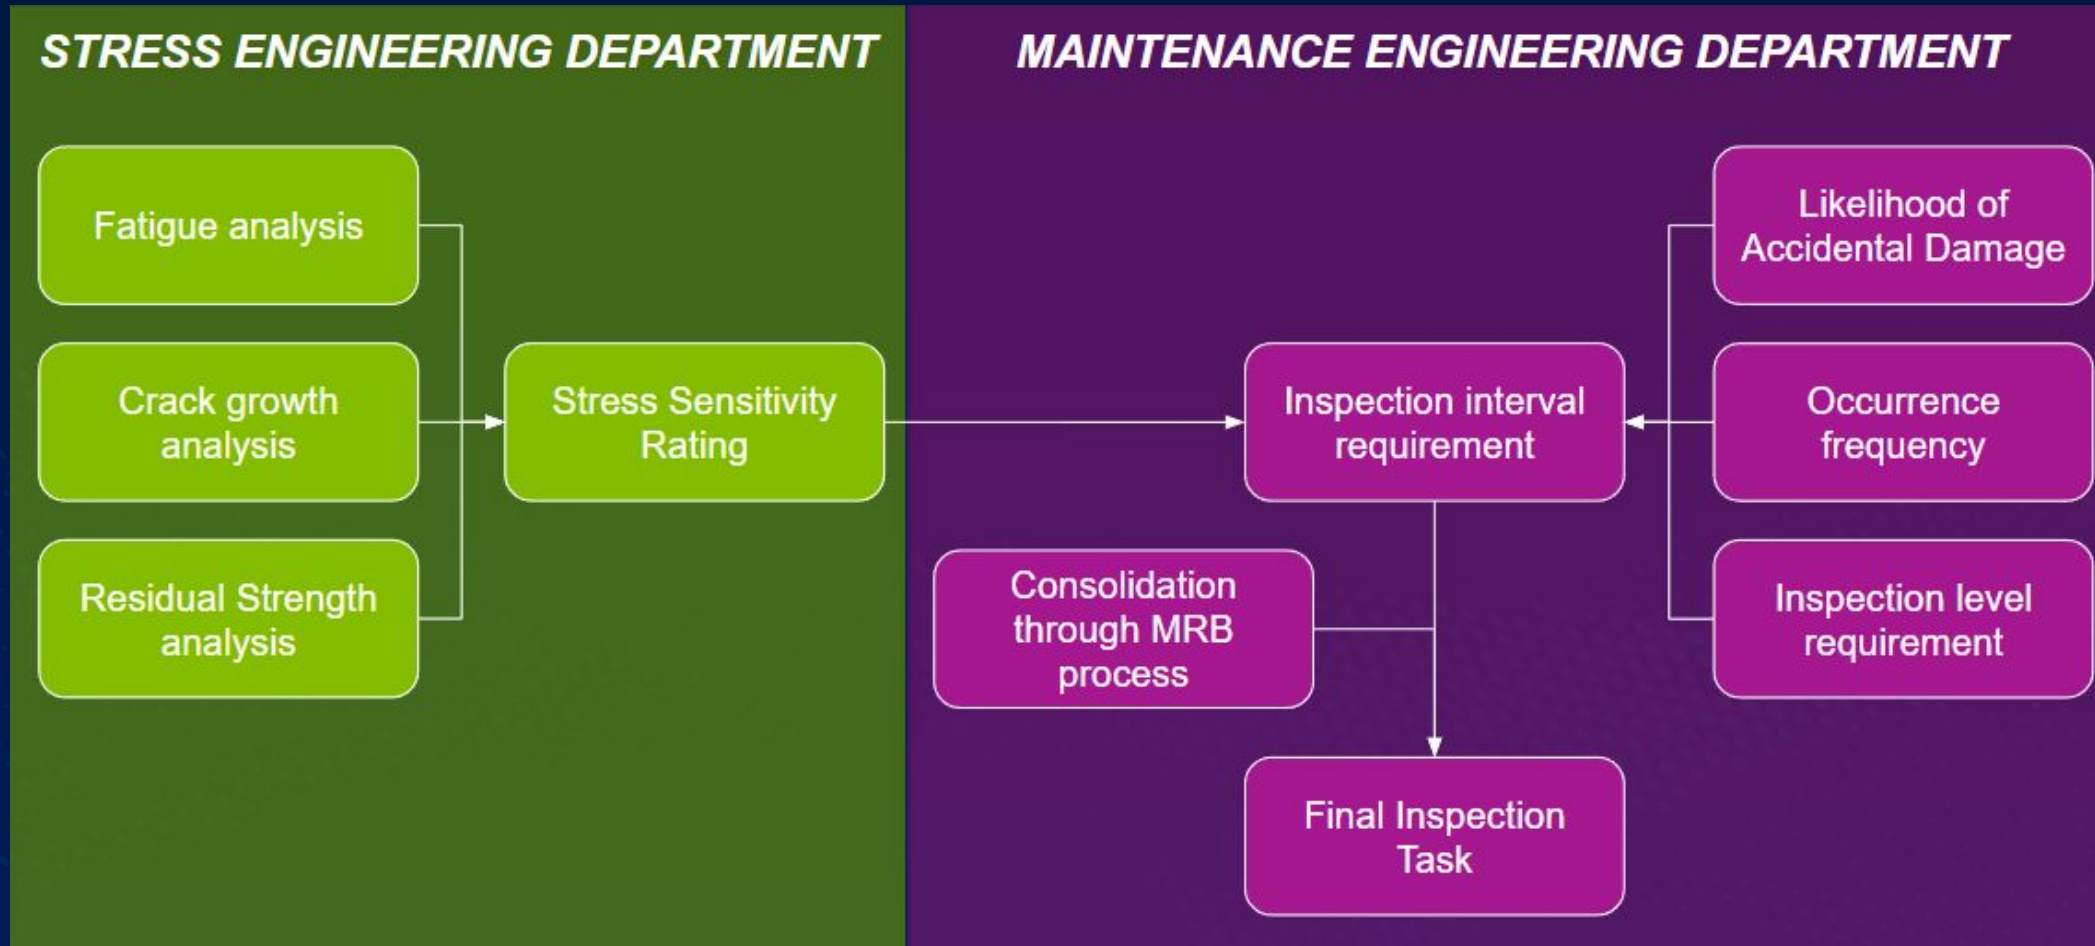 STRESS ENGINEERING DEPARTMENT
Fatigue analysis
Crack growth
analysis
Residual Strength
analysis
Stress Sensitivity
Rating
MAINTENANCE ENGINEERING DEPARTMENT
Inspection interval
requirement
Likelihood of
Accidental Damage
Occurrence
frequency
Inspection level
requirement
Consolidation
through MRB
process
Final Inspection
Task